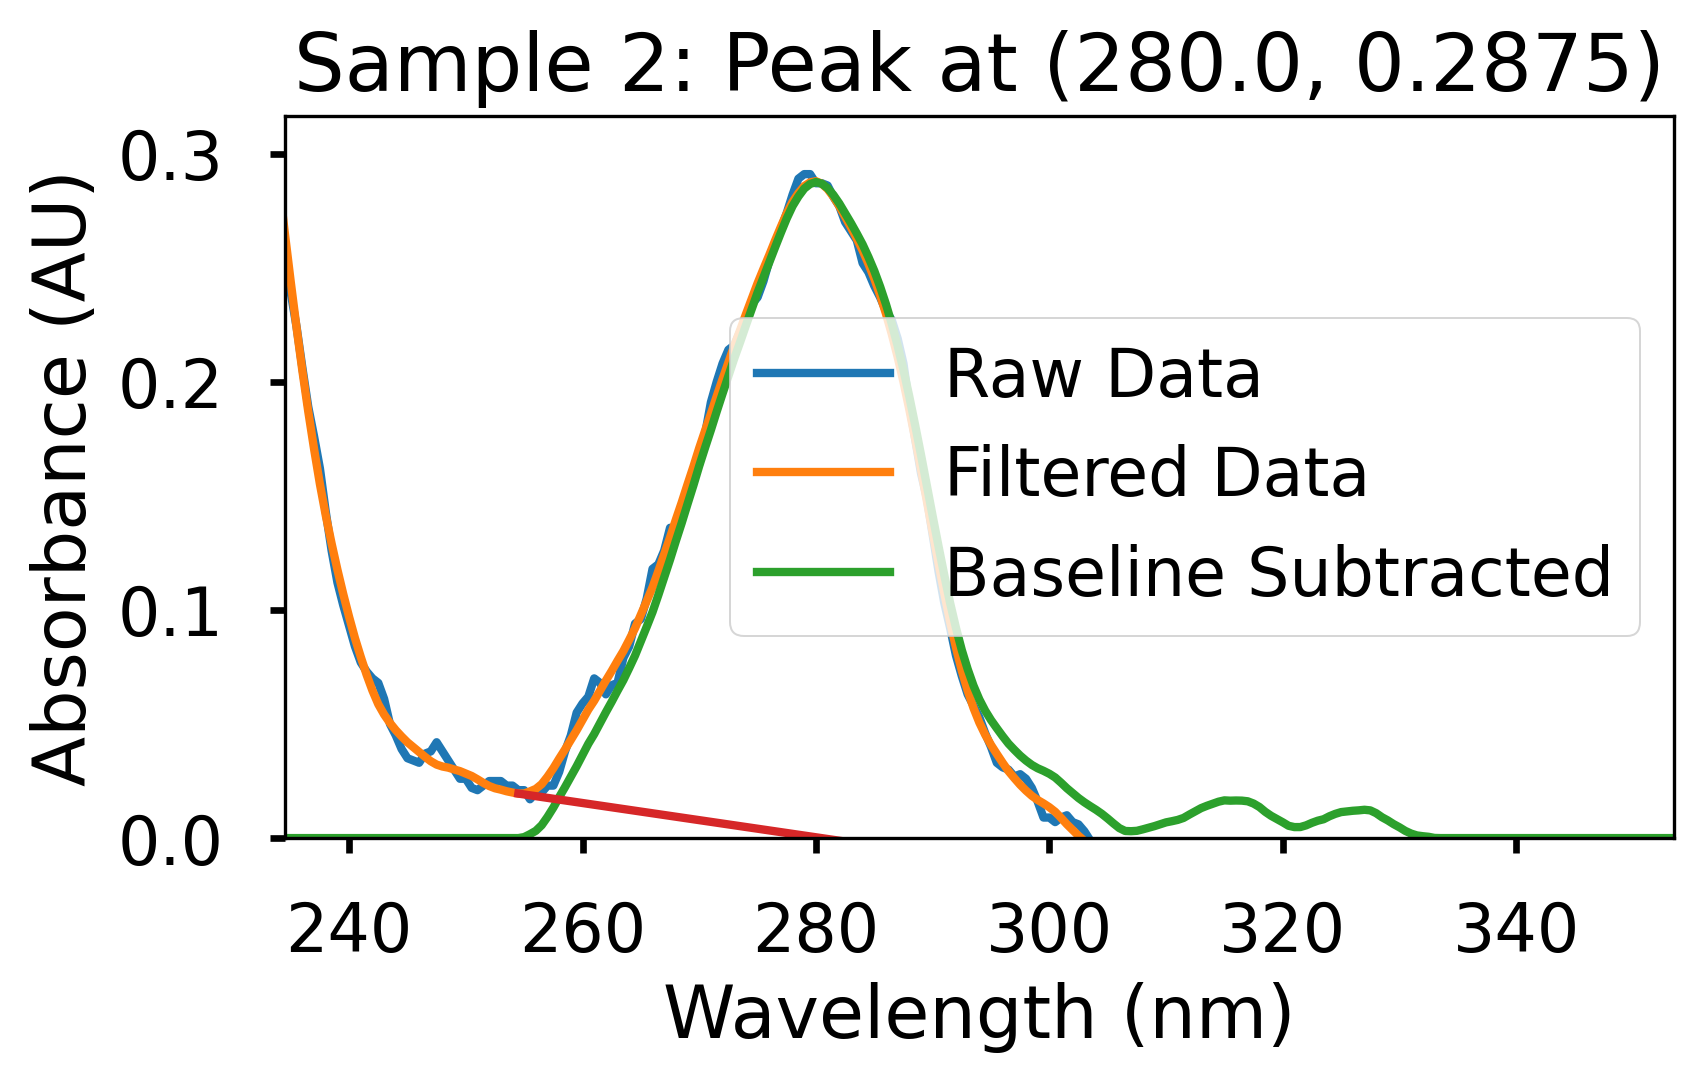 Sample 2: Peak at (280.0, 0.2875)
Absorbance (AU)
0.3
0.2
0.1
0.0
Raw Data
Filtered Data
Baseline Subtracted
240 260 280 300 320 340
Wavelength (nm)